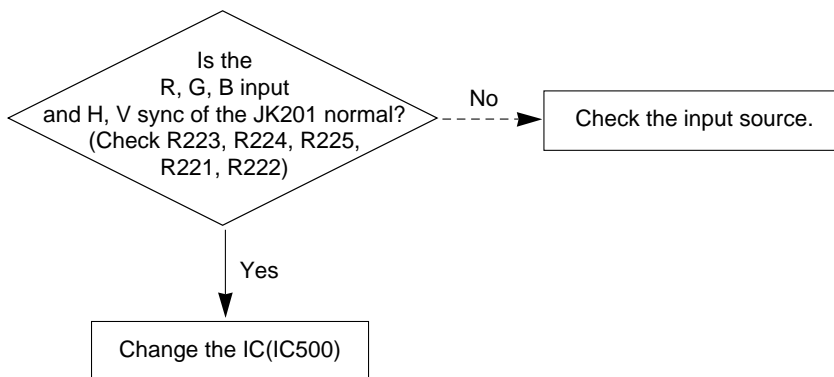 Is the
R, G, B input
and H, V sync of the JK201 normal?
(Check R223, R224, R225,
R221, R222)
No
Check the input source.
Yes
Change the IC(IC500)